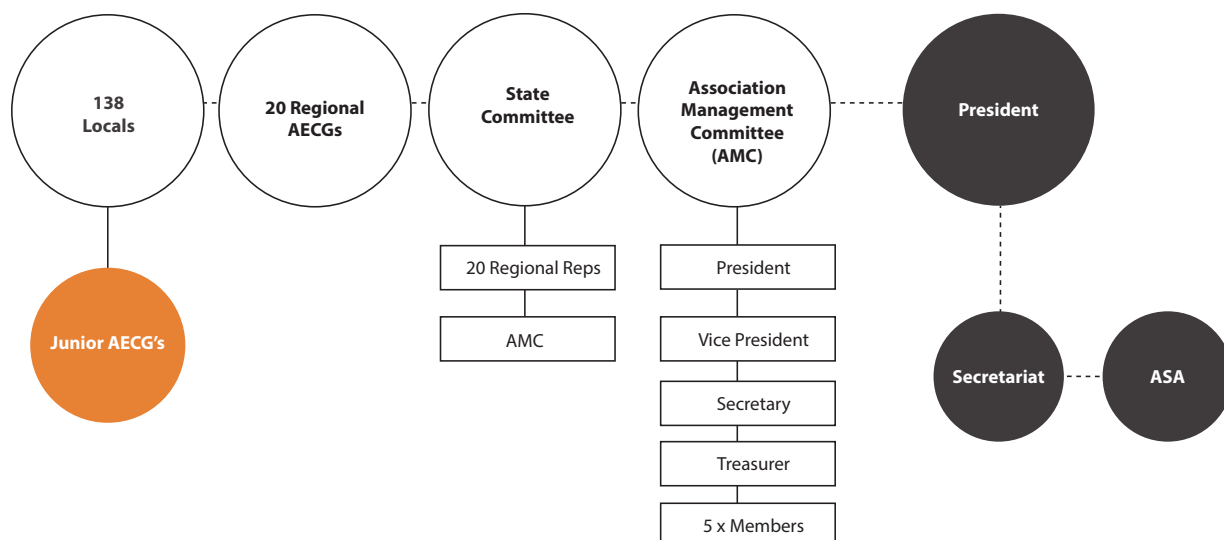 138
Locals
20 Regional
AECGs
State
Committee
Association
Management
Committee
(AMC)
President
20 Regional Reps
AMC
President
Vice President
Secretary
Treasurer
5 x Members
Junior AECG's
Secretariat
ASA